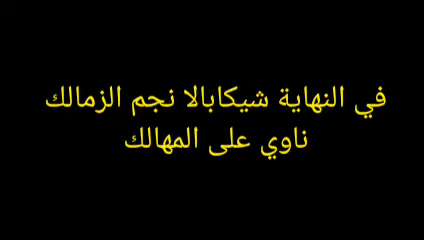 في النهاية شيكابالا نجم الزمالك
ناوي على المهالك